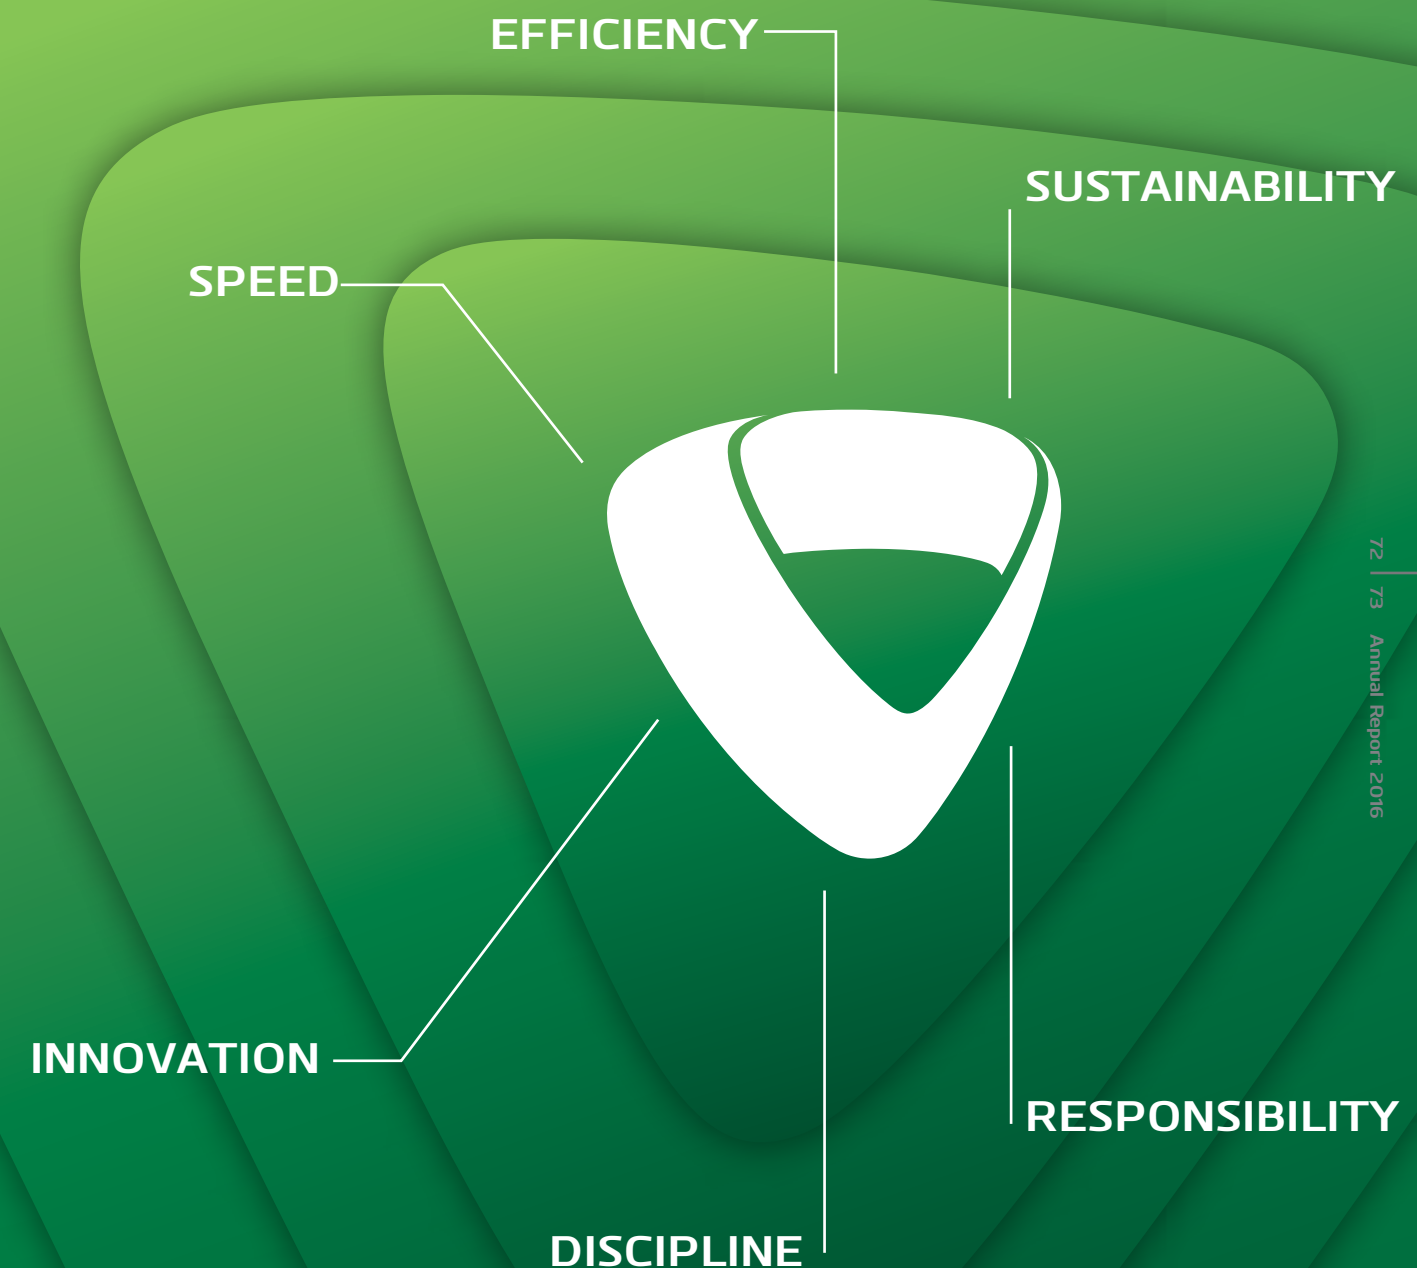 EFFICIENCY
SUSTAINABILITY
SPEED
72 | 73 Annual Report 2016
INNOVATION
RESPONSIBILITY
DISCIPLINE